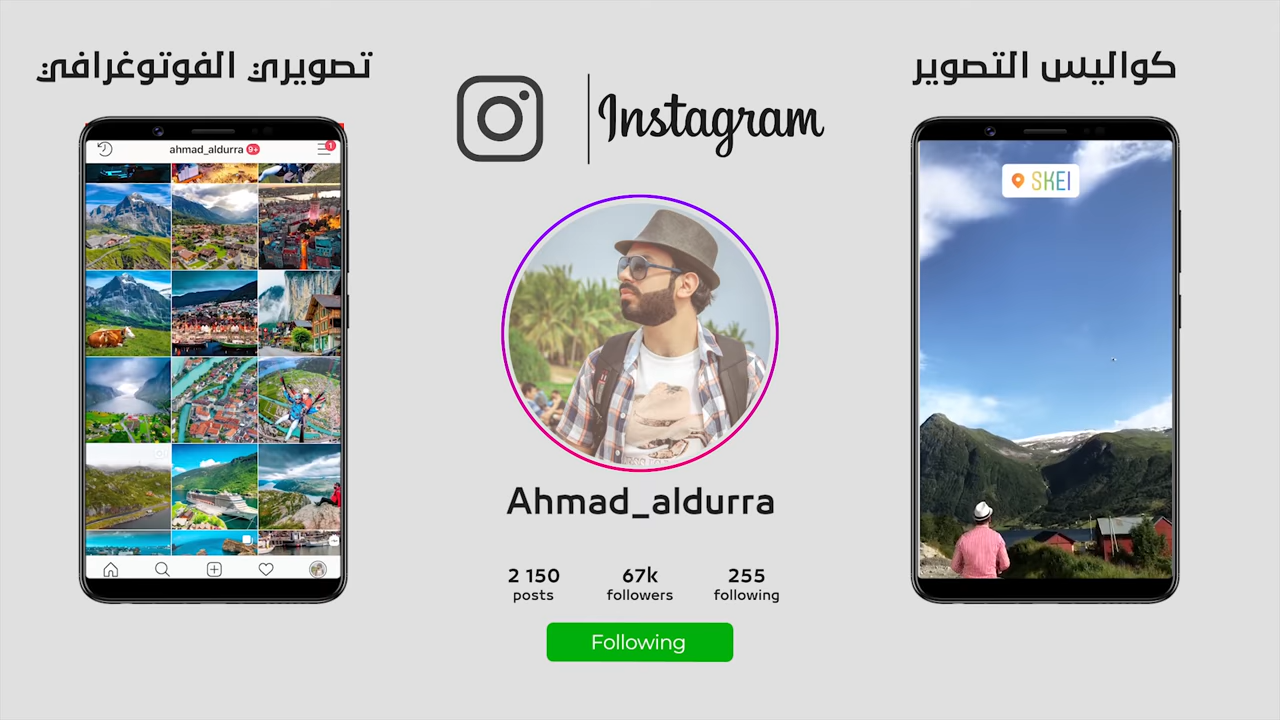 تصويري الفوتوغرافي
كواليس التصوير
Instagram
ahmad_aldurra 9+
1
SKEI
Ahmad_aldurra
2 150 67k 255
posts followers following
Following